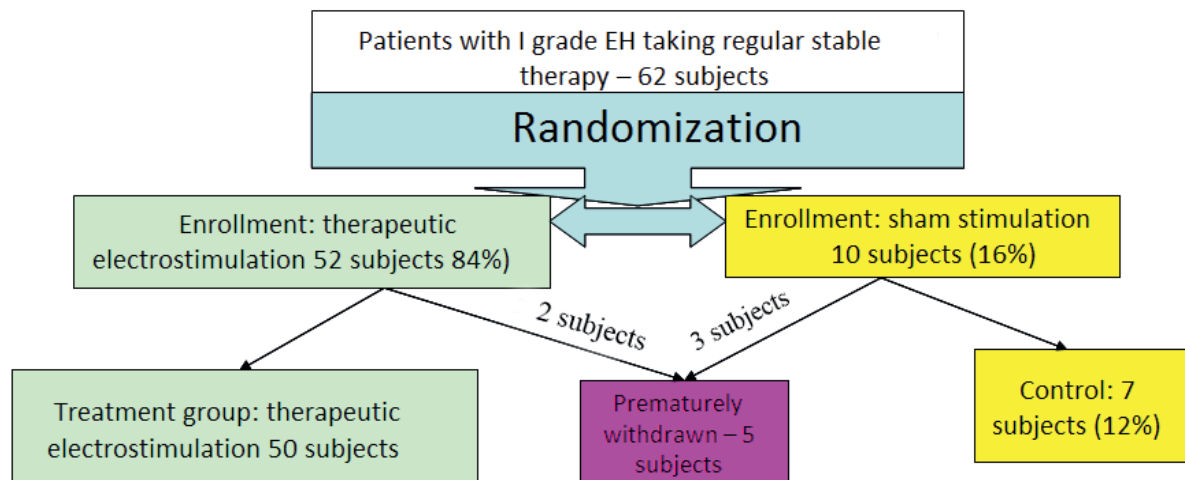 Patients with I grade EH taking regular stable
therapy – 62 subjects
Randomization
Enrollment: therapeutic
electrostimulation 52 subjects 84%)
Enrollment: sham stimulation
10 subjects (16%)
2 subjects
3 subjects
Treatment group: therapeutic
electrostimulation 50 subjects
Prematurely
withdrawn – 5
subjects
Control: 7
subjects (12%)